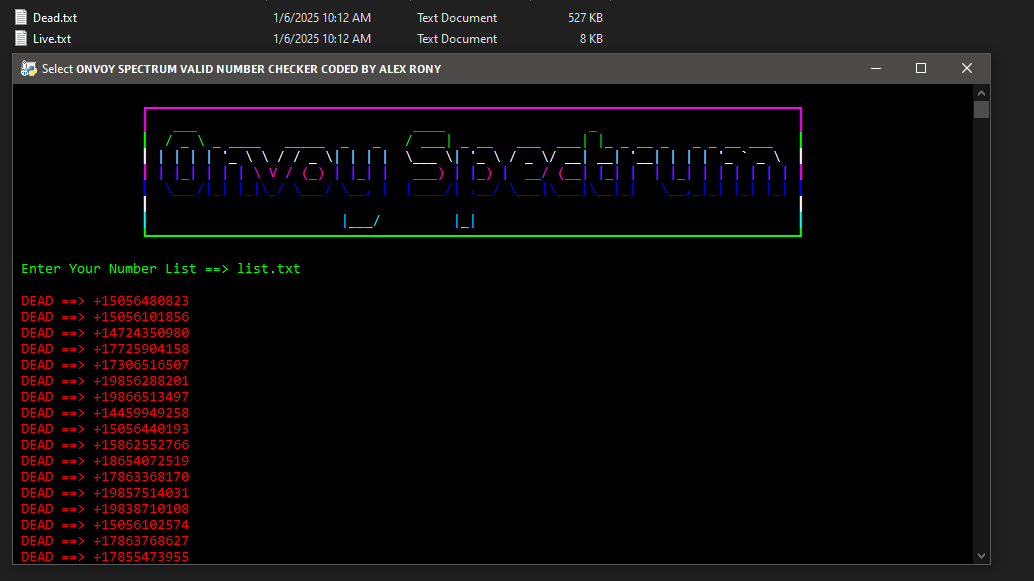 Dead.txt 1/6/2025 10:12 AM Text Document 527 KB
Live.txt 1/6/2025 10:12 AM Text Document 8 KB
Select ONVOY SPECTRUM VALID NUMBER CHECKER CODED BY ALEX RONY
Onvoy Spectrum
Enter Your Number List ==> list.txt
DEAD ==> +15056480823
DEAD ==> +15056101856
DEAD ==> +14724350980
DEAD ==> +17725904158
DEAD ==> +17306516507
DEAD ==> +19856288201
DEAD ==> +19866513497
DEAD ==> +14459949258
DEAD ==> +15056440193
DEAD ==> +15862552766
DEAD ==> +18654072519
DEAD ==> +17863368170
DEAD ==> +19857514031
DEAD ==> +19838710108
DEAD ==> +15056102574
DEAD ==> +17863768627
DEAD ==> +17855473955